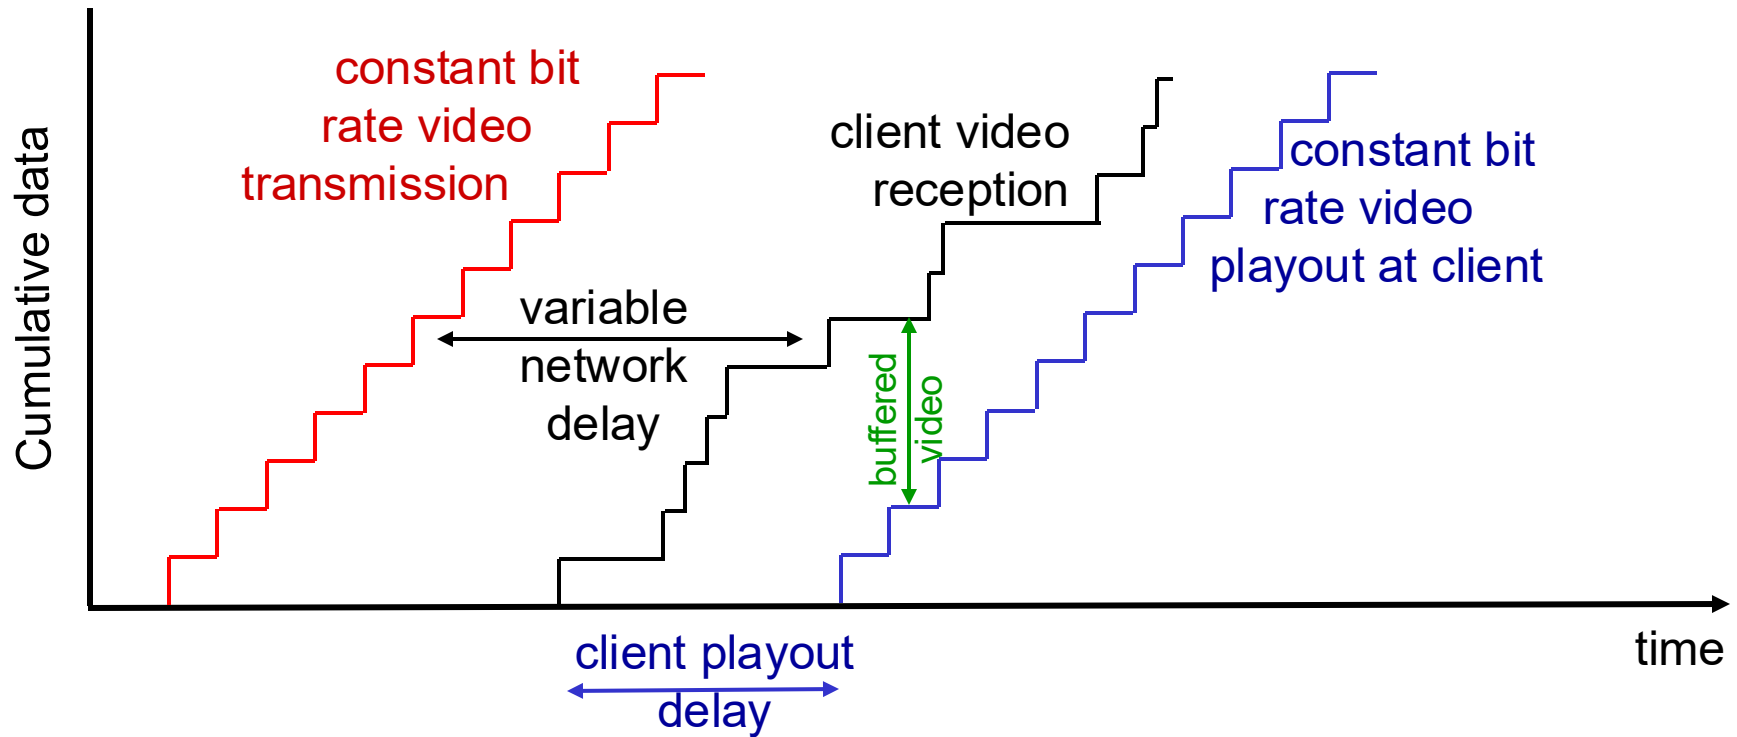 Cumulative data
constant bit
rate video
transmission
variable
network
delay
client video
reception
buffered
video
constant bit
rate video
playout at client
client playout
delay
time